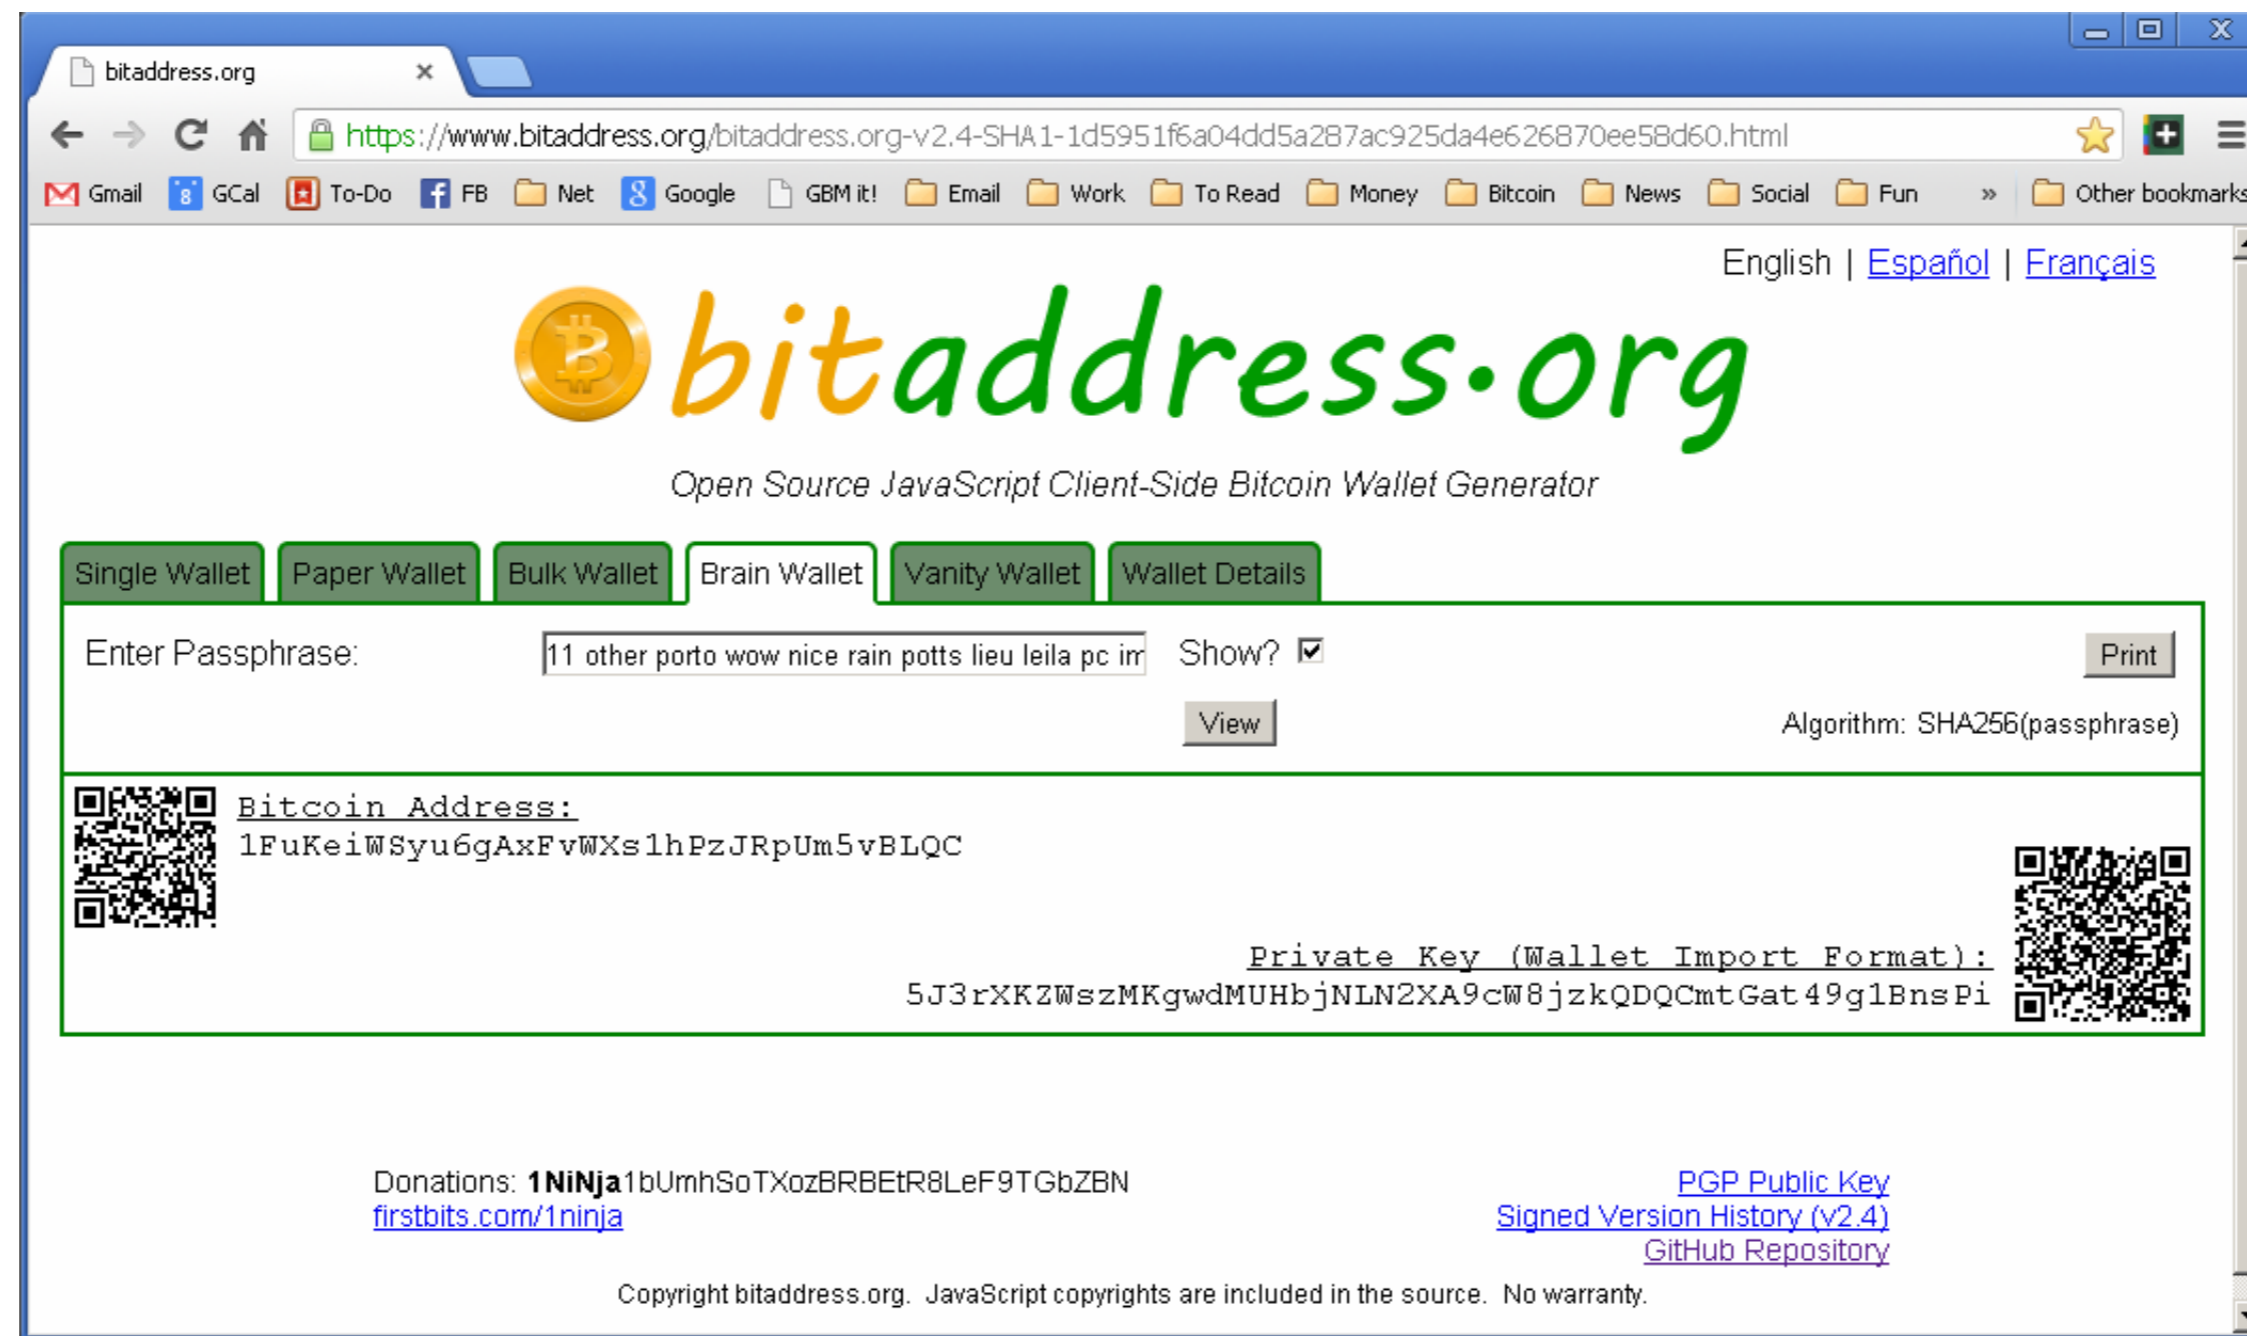 bitaddress.org
https://www.bitaddress.org/bitaddress.org-v2.4-SHA1-1d5951f6a04dd5a287ac925da4e626870ee58d60.html
Gmail GCal To-Do FB Net Google GBM it! Email Work To Read Money Bitcoin News Social Fun » Other bookmarks
English | Español | Français
bitaddress.org
Open Source JavaScript Client-Side Bitcoin Wallet Generator
Single Wallet Paper Wallet Bulk Wallet Brain Wallet Vanity Wallet Wallet Details
Enter Passphrase: 11 other porto wow nice rain potts lieu leila pc im Show? Print
View Algorithm: SHA256(passphrase)
Bitcoin Address:
1FuKeiWSyu6gAxFvWXs1hPzJRpUm5vBLQC
Private Key (Wallet Import Format):
5J3rXKZWszMKgwdMUHbjNLN2XA9cW8jzkQDQCmtGat49g1BnsPi
Donations: 1NiNja1bUmhSoTXozBRBEtR8LeF9TGbZBN PGP Public Key
firstbits.com/1ninja Signed Version History (v2.4)
GitHub Repository
Copyright bitaddress.org. JavaScript copyrights are included in the source. No warranty.